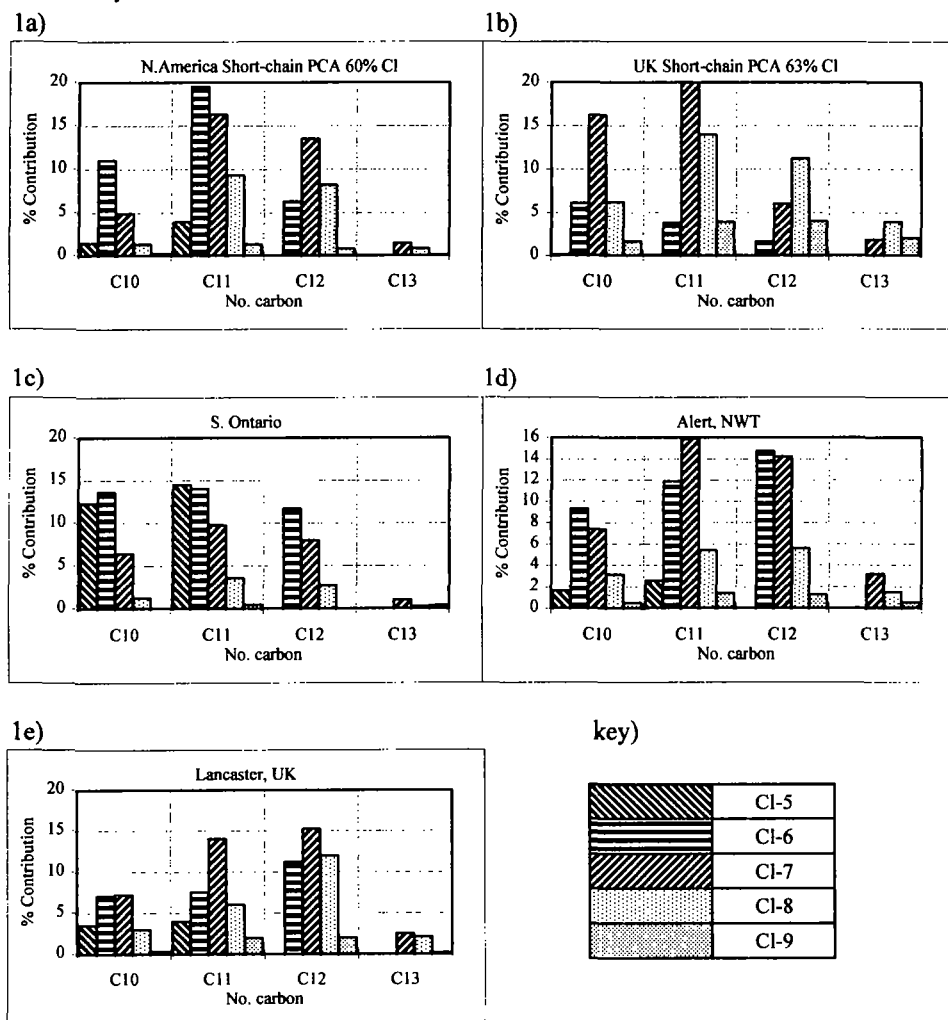 1a)
N.America Short-chain PCA 60% Cl
% Contribution
20
15
10
5
0
C10 C11 C12 C13
No. carbon
1b)
UK Short-chain PCA 63% Cl
% Contribution
20
15
10
5
0
C10 C11 C12 C13
No. carbon
1c)
S. Ontario
% Contribution
20
15
10
5
0
C10 C11 C12 C13
No. carbon
1d)
Alert, NWT
% Contribution
16
14
12
10
8
6
4
2
0
C10 C11 C12 C13
No. carbon
1e)
Lancaster, UK
% Contribution
20
15
10
5
0
C10 C11 C12 C13
No. carbon
key)
Cl-5
Cl-6
Cl-7
Cl-8
Cl-9